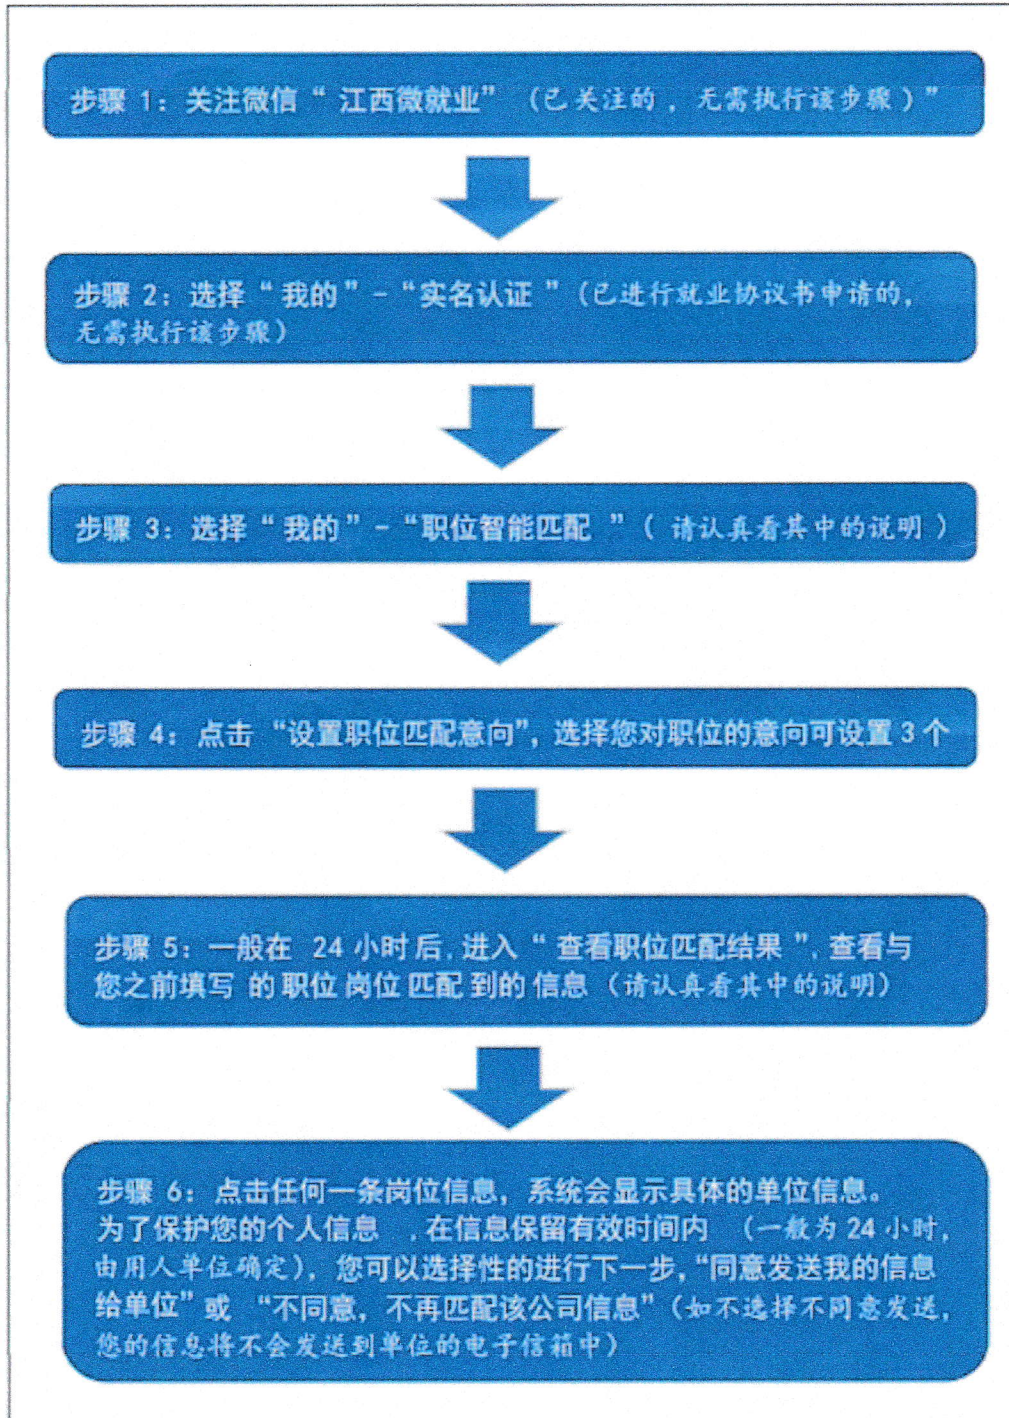 步骤 1：关注微信“ 江西微就业”（已关注的，无需执行该步骤）”
步骤 2：选择“ 我的 ”－“实名认证 ”（已进行就业协议书申请的，
无需执行该步骤）
步骤 3：选择“ 我的 ”－“职位智能匹配 ”（ 请认真看其中的说明 ）
步骤 4：点击 “设置职位匹配意向”，选择您对职位的意向可设置 3 个
步骤 5：一般在 24 小时后，进入“ 查看职位匹配结果 ”，查看与
您之前填写 的 职位 岗位 匹配 到的 信息（请认真看其中的说明）
步骤 6：点击任何一条岗位信息，系统会显示具体的单位信息。
为了保护您的个人信息 ，在信息保留有效时间内 （一般为 24 小时，
由用人单位确定），您可以选择性的进行下一步，“同意发送我的信息
给单位”或 “不同意，不再匹配该公司信息”（如不选择不同意发送，
您的信息将不会发送到单位的电子信箱中）